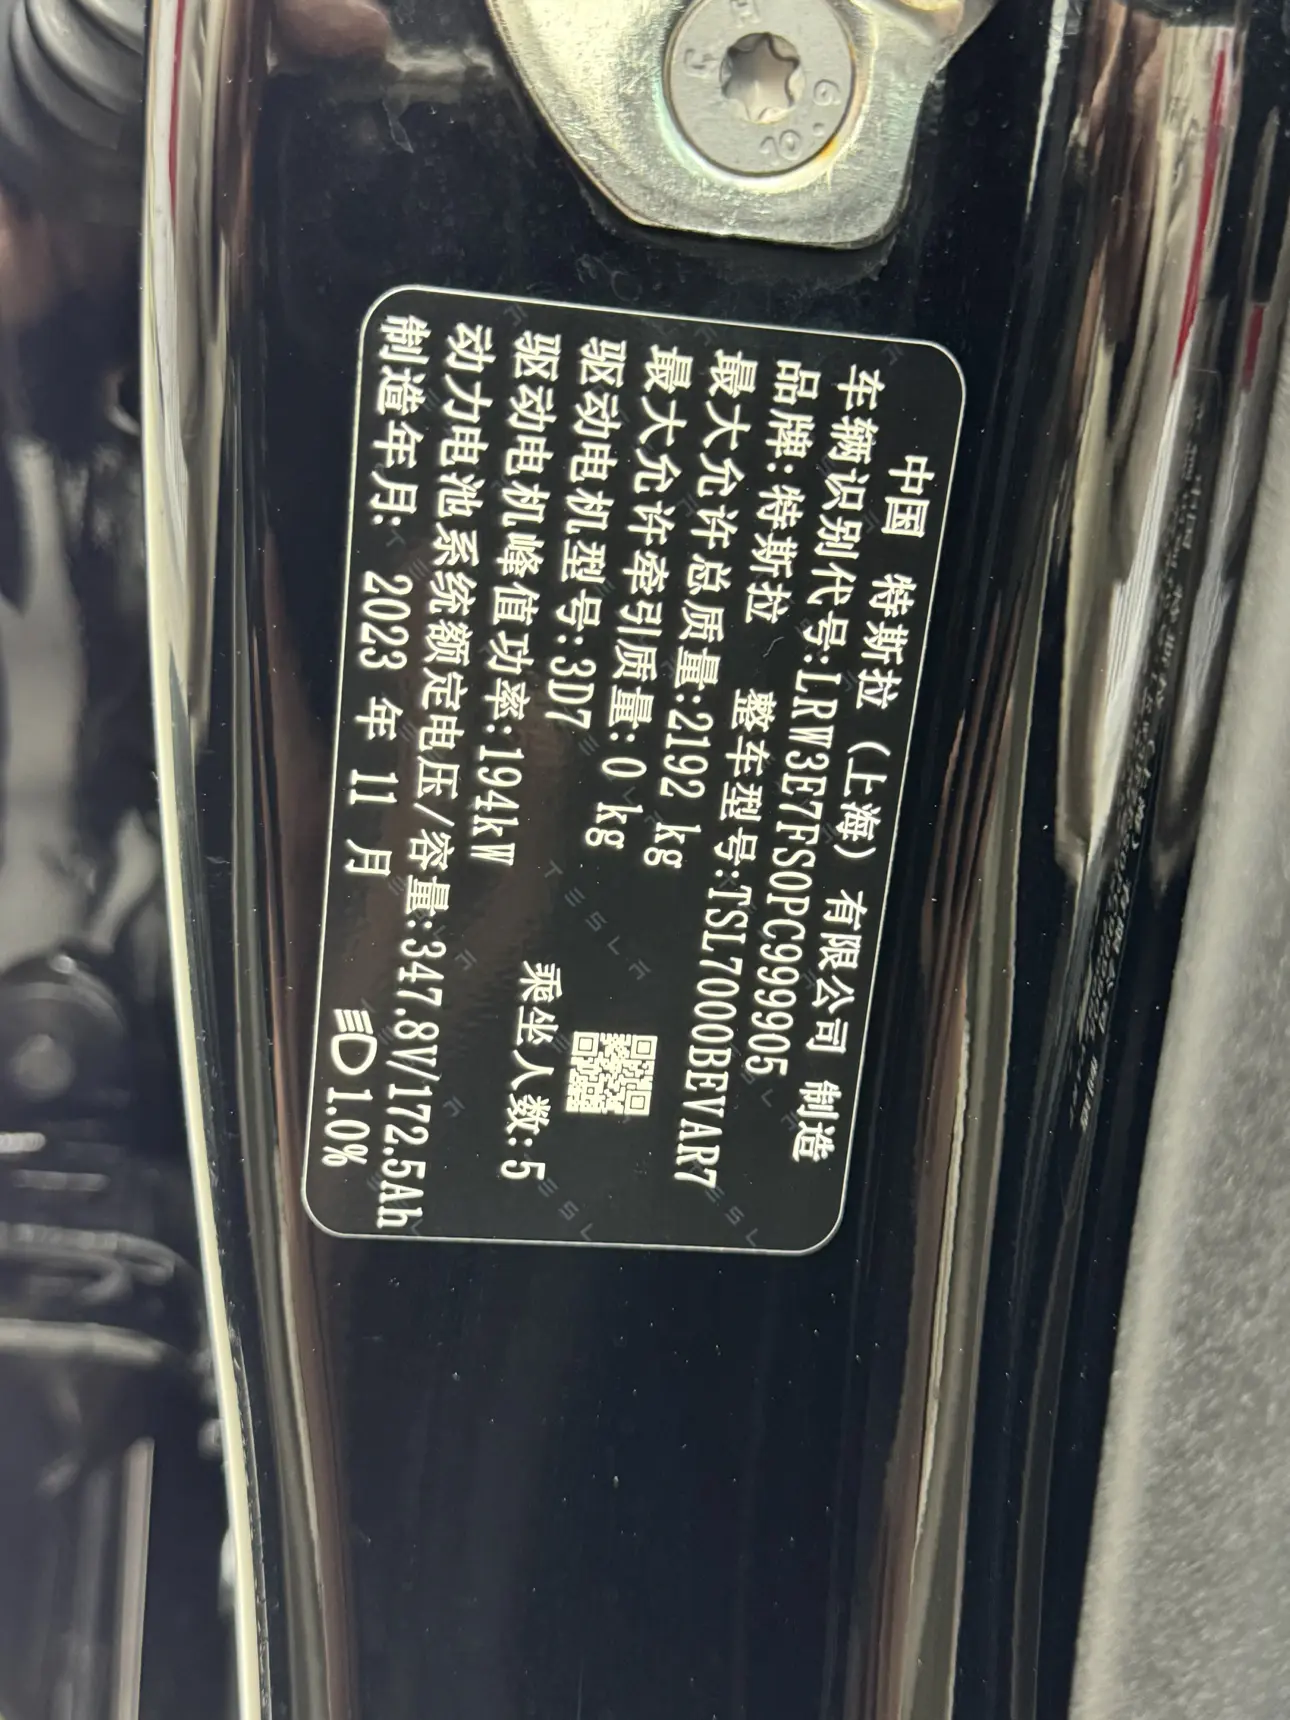 中国 特斯拉（上海）有限公司 制造
车辆识别代号:LRW3E7FS0PC999905
品牌:特斯拉 整车型号:TSL7000BEVAR7
最大允许总质量:2192 kg
最大允许牵引质量: 0 kg
驱动电机型号:3D7
驱动电机峰值功率:194kW 乘坐人数: 5
动力电池系统额定电压/容量:347.8V/172.5Ah
制造年月: 2023 年 11 月 1.0%